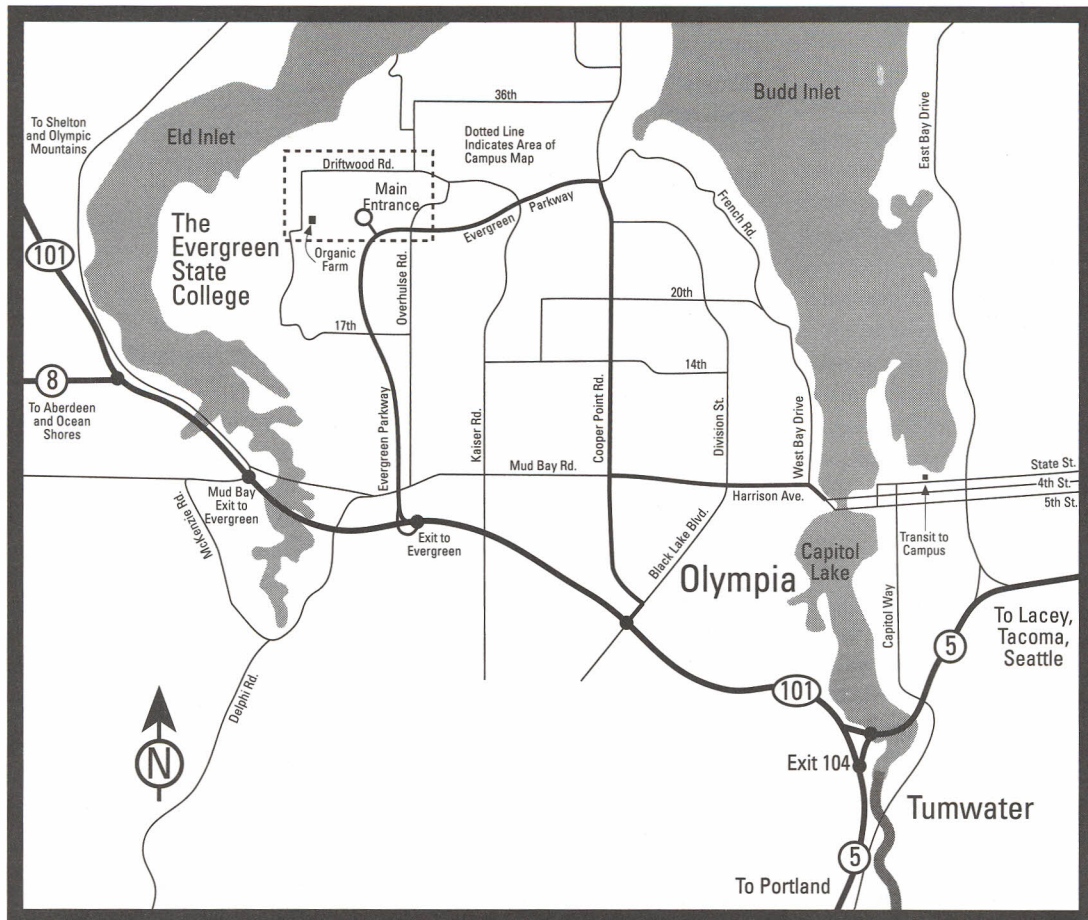 36th
Budd Inlet
To Shelton
and Olympic
Mountains
Eld Inlet
Dotted Line
Indicates Area of
Campus Map
East Bay Drive
Driftwood Rd.
Main
Entrance
The
Evergreen
State
College
Organic
Farm
Evergreen Parkway
French Rd.
101
Overhulse Rd.
20th
17th
14th
8
To Aberdeen
and Ocean
Shores
Evergreen Parkway
Kaiser Rd.
Cooper Point Rd.
Division St.
West Bay Drive
Mud Bay Rd.
Harrison Ave.
State St.
4th St.
5th St.
Mud Bay
Exit to
Evergreen
McKenzie Rd.
Exit to
Evergreen
Black Lake Blvd.
Transit to
Campus
Olympia
Capitol
Lake
Capitol Way
To Lacey,
Tacoma,
Seattle
5
Delphi Rd.
101
N
Exit 104
Tumwater
5
To Portland